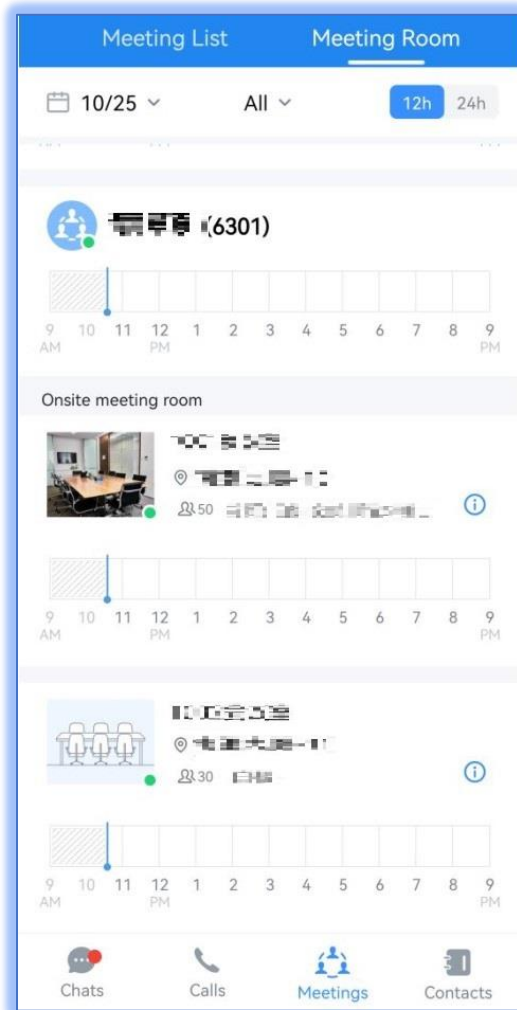 Meeting List Meeting Room
10/25 All 12h 24h
(6301)
9 10 11 12 1 2 3 4 5 6 7 8 9
AM PM PM
Onsite meeting room
50
9 10 11 12 1 2 3 4 5 6 7 8 9
AM PM PM
30
9 10 11 12 1 2 3 4 5 6 7 8 9
AM PM PM
Chats Calls Meetings Contacts